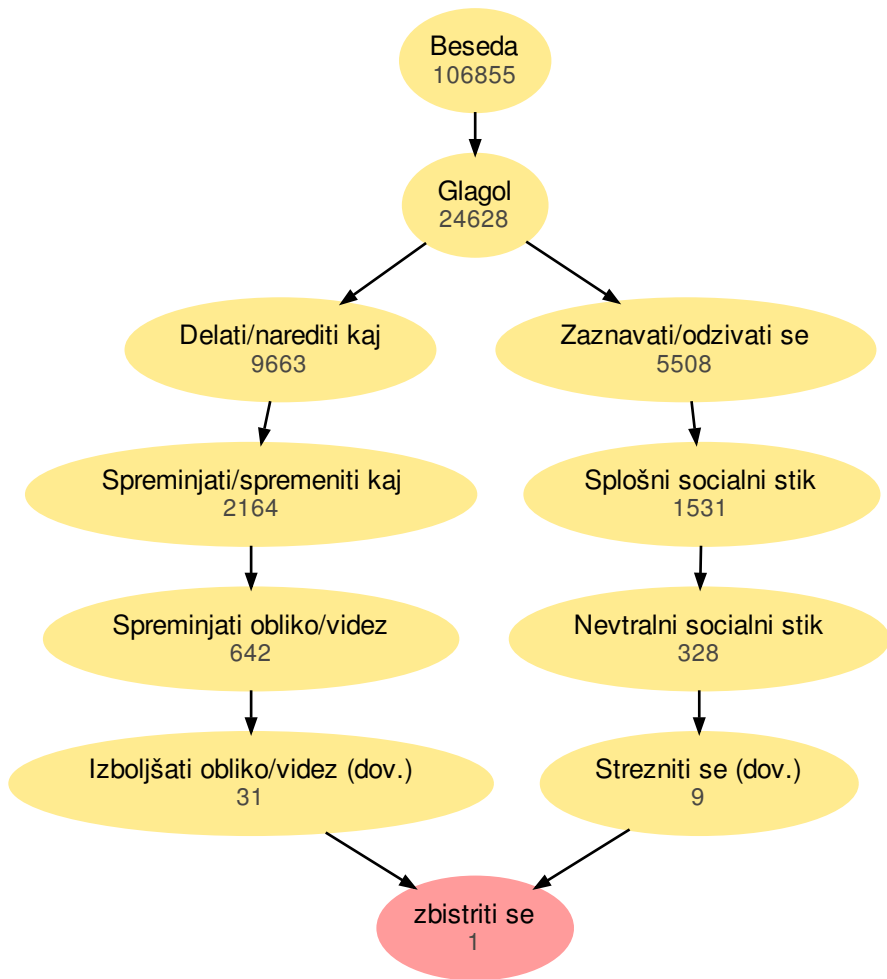 Beseda
106855
Glagol
24628
Delati/narediti kaj
9663
Zaznavati/odzivati se
5508
Spreminjati/spremeniti kaj
2164
Splošni socialni stik
1531
Spreminjati obliko/videz
642
Nevtralni socialni stik
328
Izboljšati obliko/videz (dov.)
31
Strezniti se (dov.)
9
zbistriti se
1